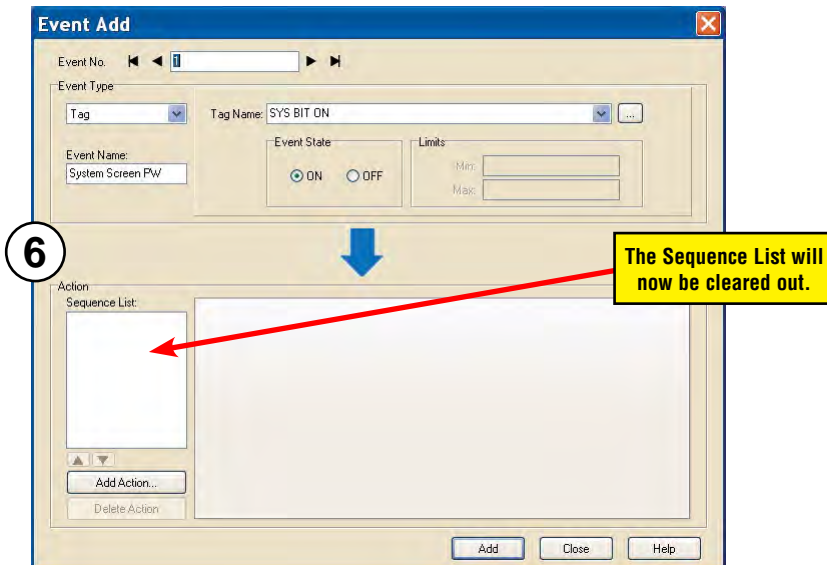 Event Add
Event No. 1
Event Type
Tag
Tag Name: SYS BIT ON
...
Event Name:
System Screen PW
Event State
ON OFF
Limits
Min:
Max:
6
The Sequence List will
now be cleared out.
Action
Sequence List:
Add Action...
Delete Action
Add Close Help